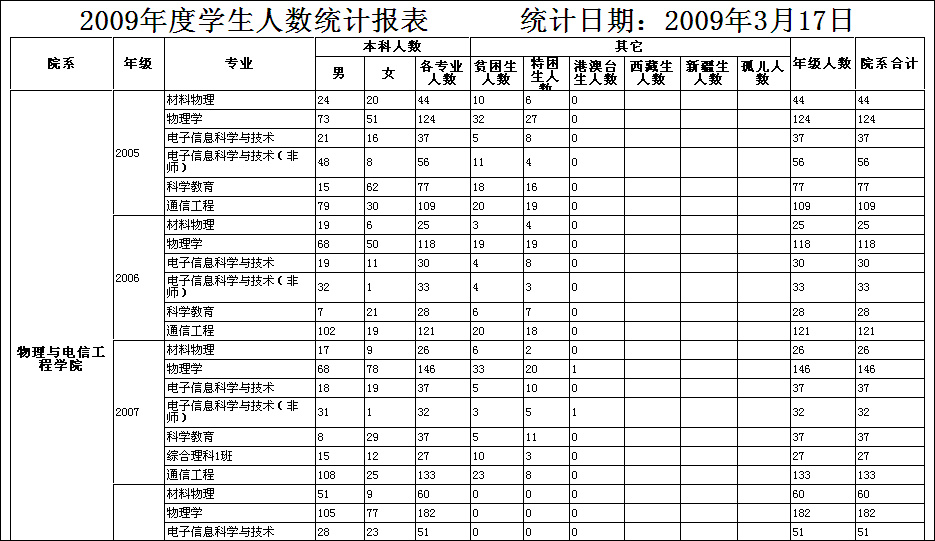 2009年度学生人数统计报表 统计日期：2009年3月17日
院系 年级 专业 本科人数 其它 年级人数 院系合计
男 女 各专业人数 贫困生人数 特困生人数 港澳台生人数 西藏生人数 新疆生人数 孤儿人数
物理与电信工程学院
2005
材料物理 24 20 44 10 6 0 44 44
物理学 73 51 124 32 27 0 124 124
电子信息科学与技术 21 16 37 5 8 0 37 37
电子信息科学与技术（非师） 48 8 56 11 4 0 56 56
科学教育 15 62 77 18 16 0 77 77
通信工程 79 30 109 20 19 0 109 109
2006
材料物理 19 6 25 3 4 0 25 25
物理学 68 50 118 19 19 0 118 118
电子信息科学与技术 19 11 30 4 8 0 30 30
电子信息科学与技术（非师） 32 1 33 4 3 0 33 33
科学教育 7 21 28 6 7 0 28 28
通信工程 102 19 121 20 18 0 121 121
2007
材料物理 17 9 26 6 2 0 26 26
物理学 68 78 146 33 20 1 146 146
电子信息科学与技术 18 19 37 5 10 0 37 37
电子信息科学与技术（非师） 31 1 32 3 5 1 32 32
科学教育 8 29 37 5 11 0 37 37
综合理科1班 15 12 27 10 3 0 27 27
通信工程 108 25 133 23 8 0 133 133
材料物理 51 9 60 0 0 0 60 60
物理学 105 77 182 0 0 0 182 182
电子信息科学与技术 28 23 51 0 0 0 51 51